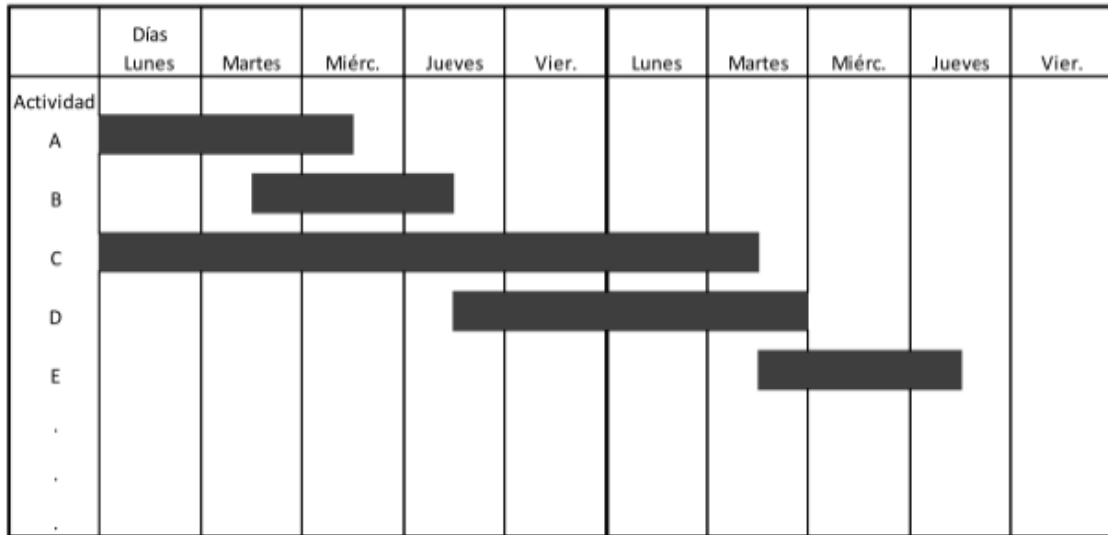 Días
Lunes Martes Miérc. Jueves Vier. Lunes Martes Miérc. Jueves Vier.
Actividad
A
B
C
D
E
.
.
.